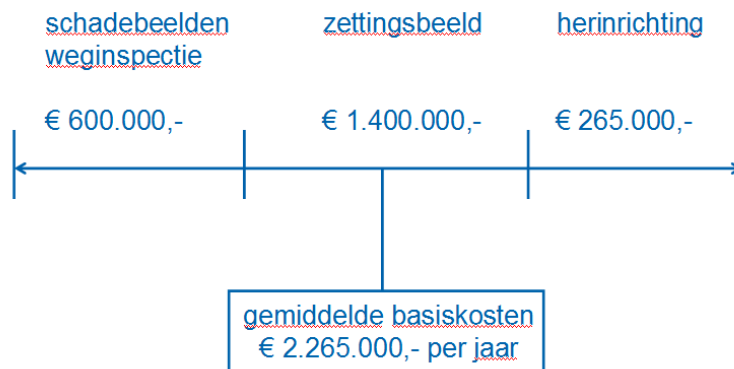 schadebeelden
weginspectie
€ 600.000,-
zettingsbeeld
€ 1.400.000,-
herinrichting
€ 265.000,-
gemiddelde basiskosten
€ 2.265.000,- per jaar